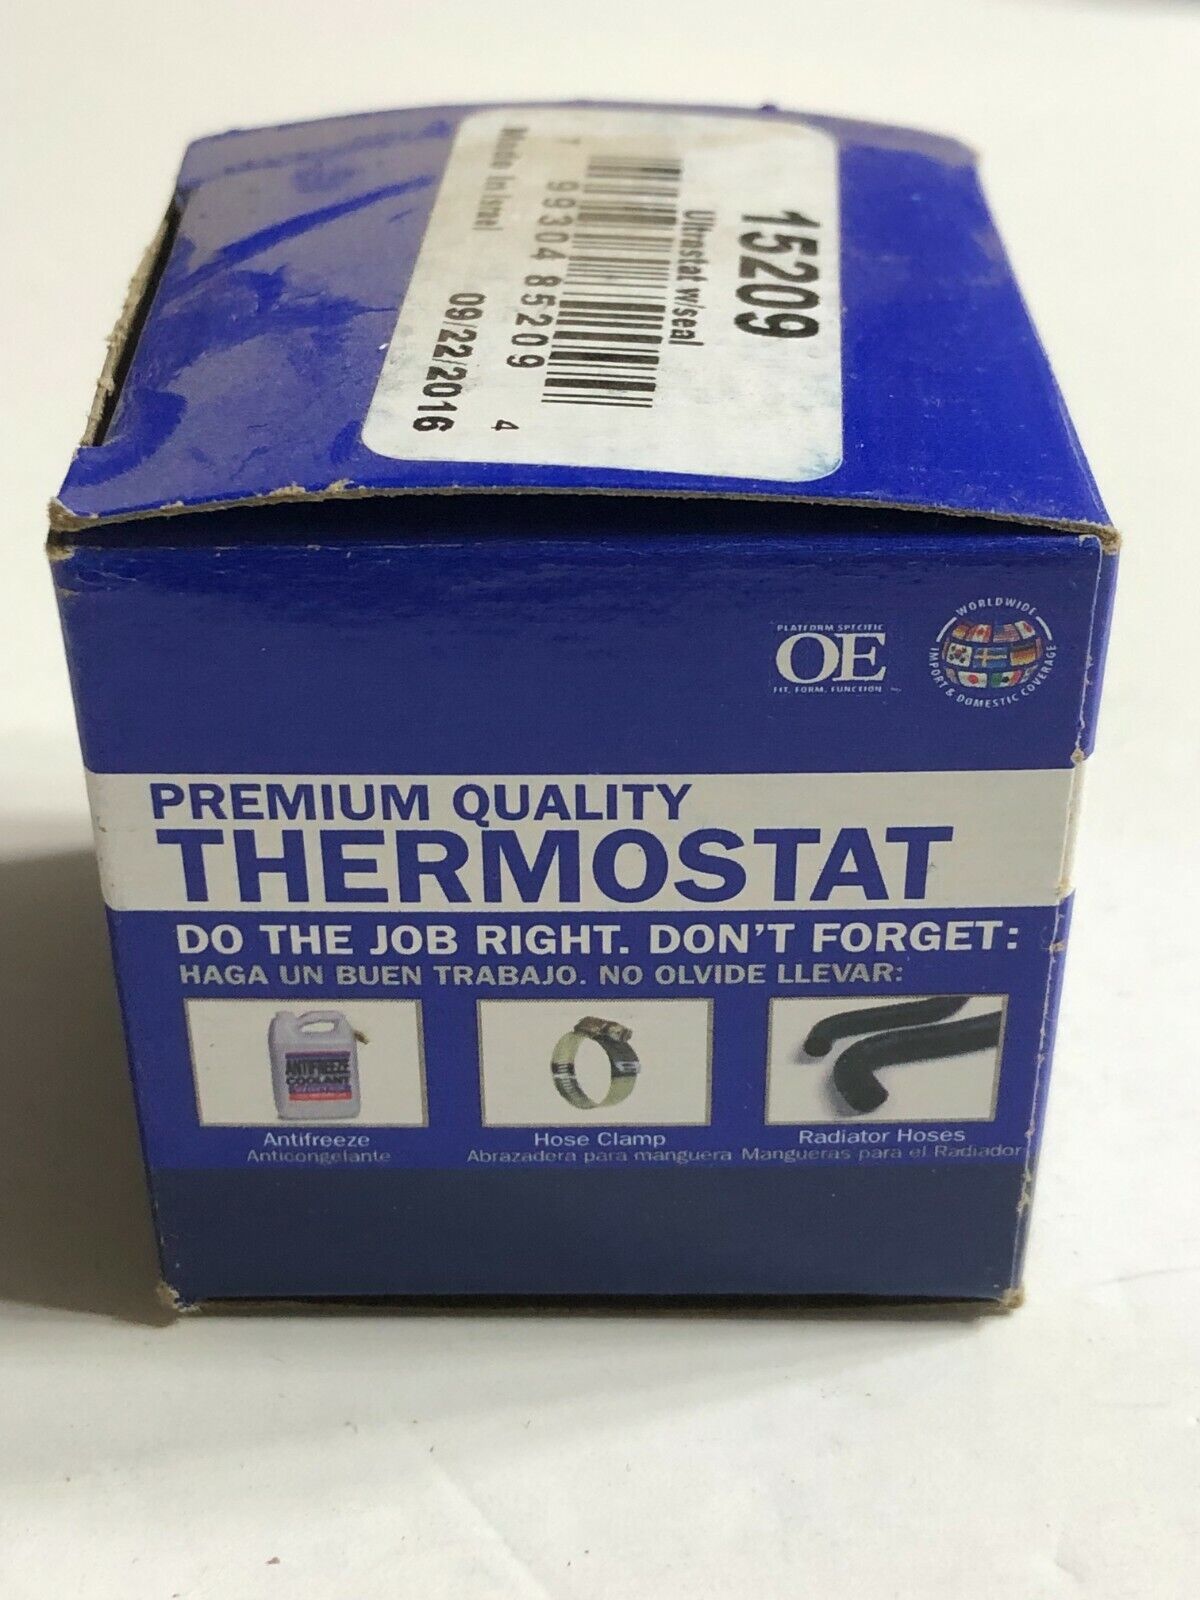 15209
Ultrastat w/seal
7 99304 85209 4
Made in Israel 09/22/2016
PLATFORM SPECIFIC
OE
FIT, FORM, FUNCTION
WORLDWIDE
IMPORT & DOMESTIC COVERAGE
PREMIUM QUALITY
THERMOSTAT
DO THE JOB RIGHT. DON'T FORGET:
HAGA UN BUEN TRABAJO. NO OLVIDE LLEVAR:
ANTIFREEZE
COOLANT
Antifreeze
Anticongelante
Hose Clamp
Abrazadera para manguera
Radiator Hoses
Mangueras para el Radiador